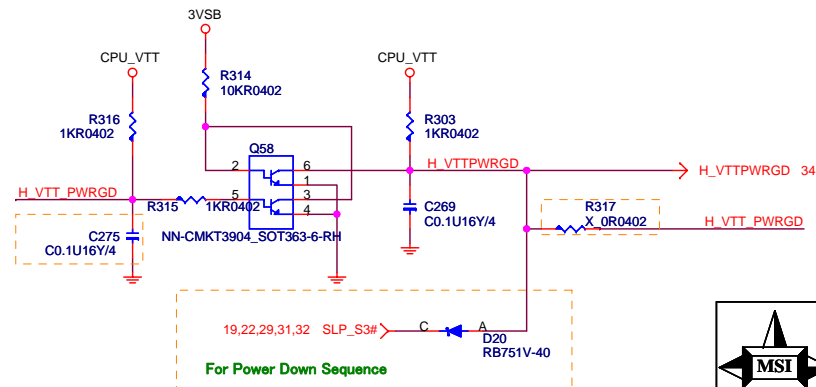 3VSB
CPU_VTT
CPU_VTT
R314
10KR0402
R316
1KR0402
R303
1KR0402
Q58
2
6
H_VTTPWRGD
H_VTTPWRGD 34
1
H_VTT_PWRGD
5
3
R315
1KR0402
4
C269
C0.1U16Y/4
R317
X_0R0402
H_VTT_PWRGD
C275
C0.1U16Y/4
NN-CMKT3904_SOT363-6-RH
19,22,29,31,32 SLP_S3#
C
A
D20
RB751V-40
For Power Down Sequence
MSI